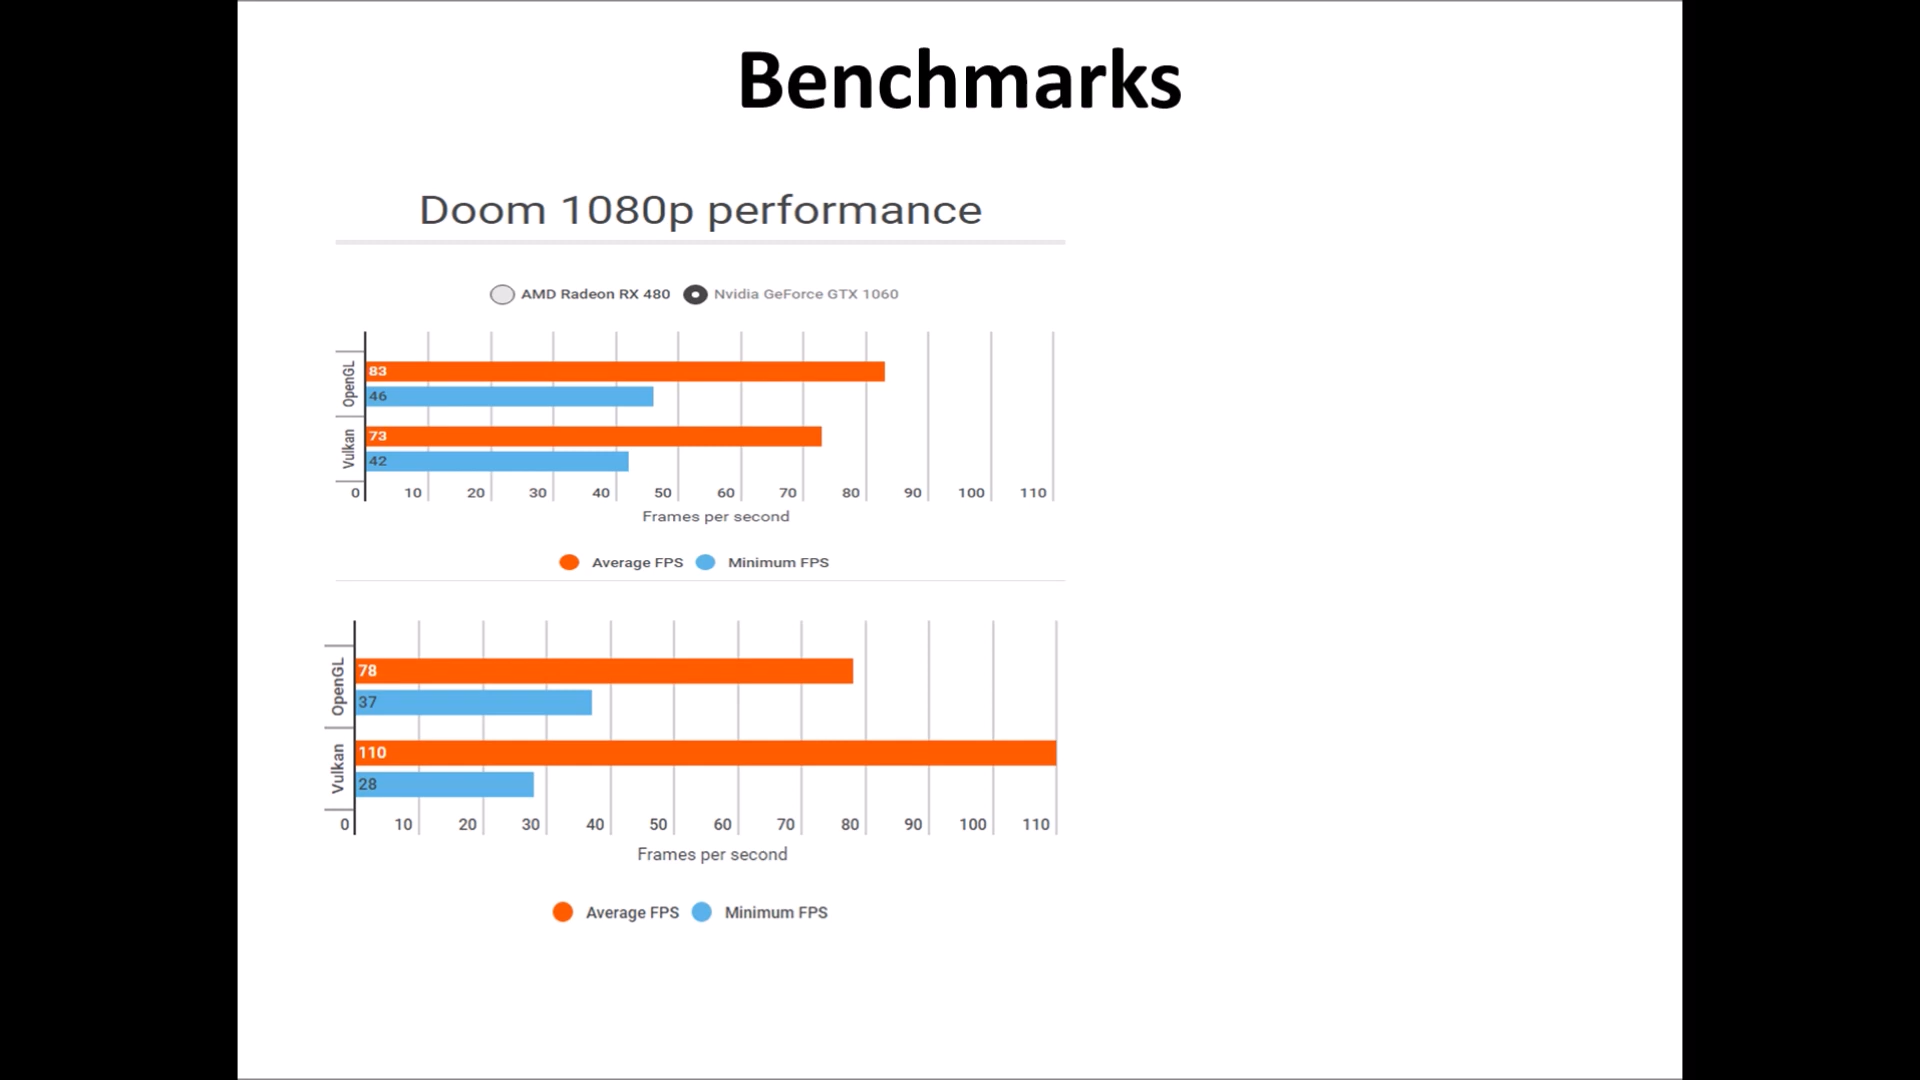 Benchmarks
Doom 1080p performance
AMD Radeon RX 480 Nvidia GeForce GTX 1060
OpenGL
83
46
Vulkan
73
42
0 10 20 30 40 50 60 70 80 90 100 110
Frames per second
Average FPS Minimum FPS
OpenGL
78
37
Vulkan
110
28
0 10 20 30 40 50 60 70 80 90 100 110
Frames per second
Average FPS Minimum FPS